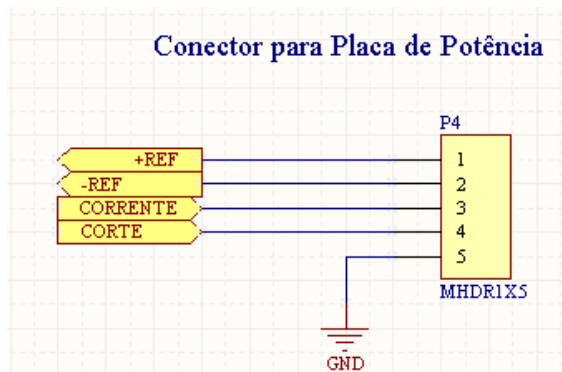 Conector para Placa de Potência
P4
+REF 1
-REF 2
CORRENTE 3
CORTE 4
5
MHDR1X5
GND